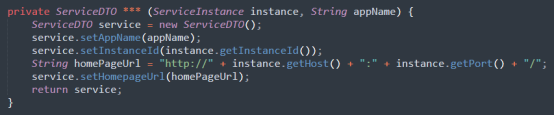 private ServiceDTO *** (ServiceInstance instance, String appName) {
ServiceDTO service = new ServiceDTO();
service.setAppName(appName);
service.setInstanceId(instance.getInstanceId());
String homePageUrl = "http://" + instance.getHost() + ":" + instance.getPort() + "/";
service.setHomepageUrl(homePageUrl);
return service;
}